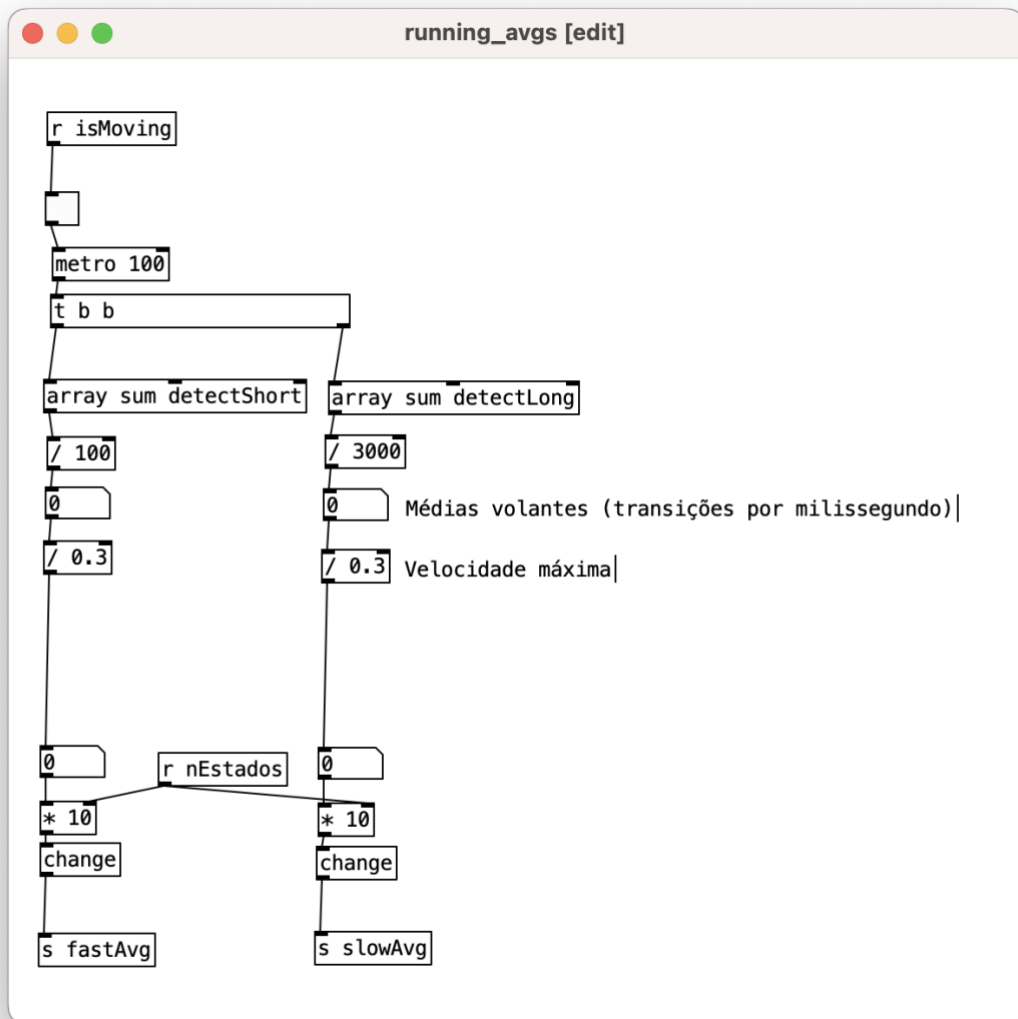 running_avgs [edit]
r isMoving
metro 100
t b b
array sum detectShort
array sum detectLong
/ 100
/ 3000
0
0
Médias volantes (transições por milissegundo)
/ 0.3
/ 0.3
Velocidade máxima
0
r nEstados
0
* 10
* 10
change
change
s fastAvg
s slowAvg